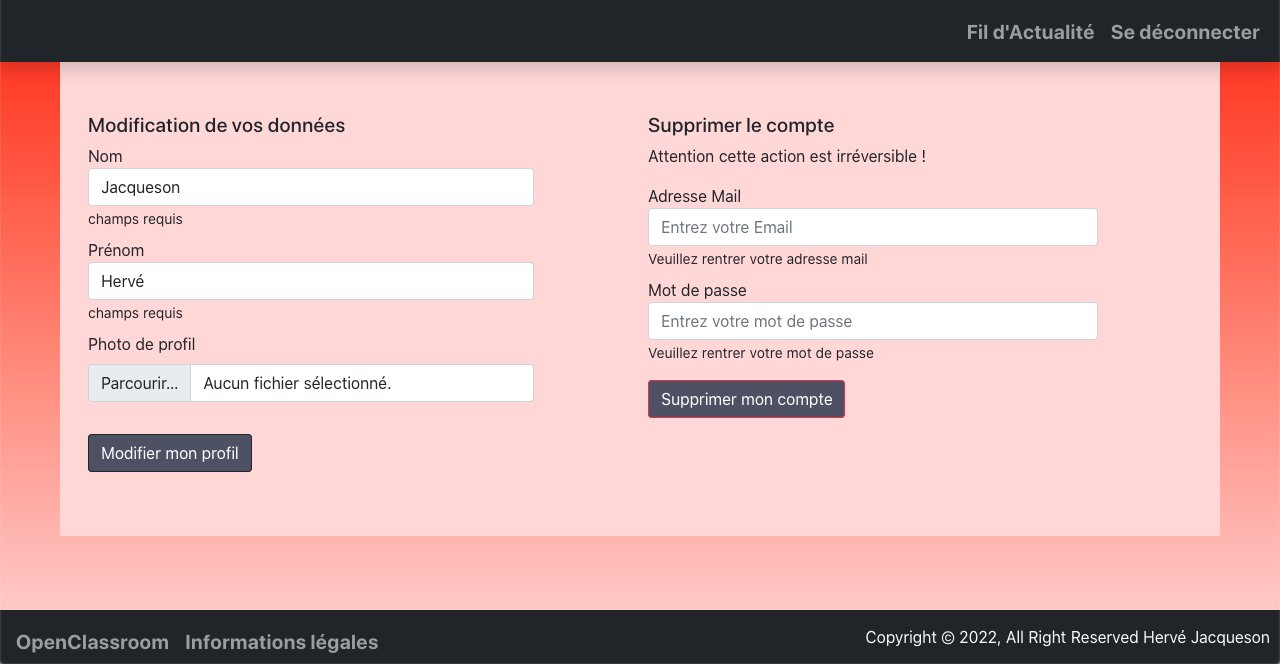 Fil d'Actualité
Se déconnecter
Modification de vos données
Nom
Jacqueson
champs requis
Prénom
Hervé
champs requis
Photo de profil
Parcourir... Aucun fichier sélectionné.
Modifier mon profil
Supprimer le compte
Attention cette action est irréversible !
Adresse Mail
Entrez votre Email
Veuillez rentrer votre adresse mail
Mot de passe
Entrez votre mot de passe
Veuillez rentrer votre mot de passe
Supprimer mon compte
OpenClassroom
Informations légales
Copyright © 2022, All Right Reserved Hervé Jacqueson